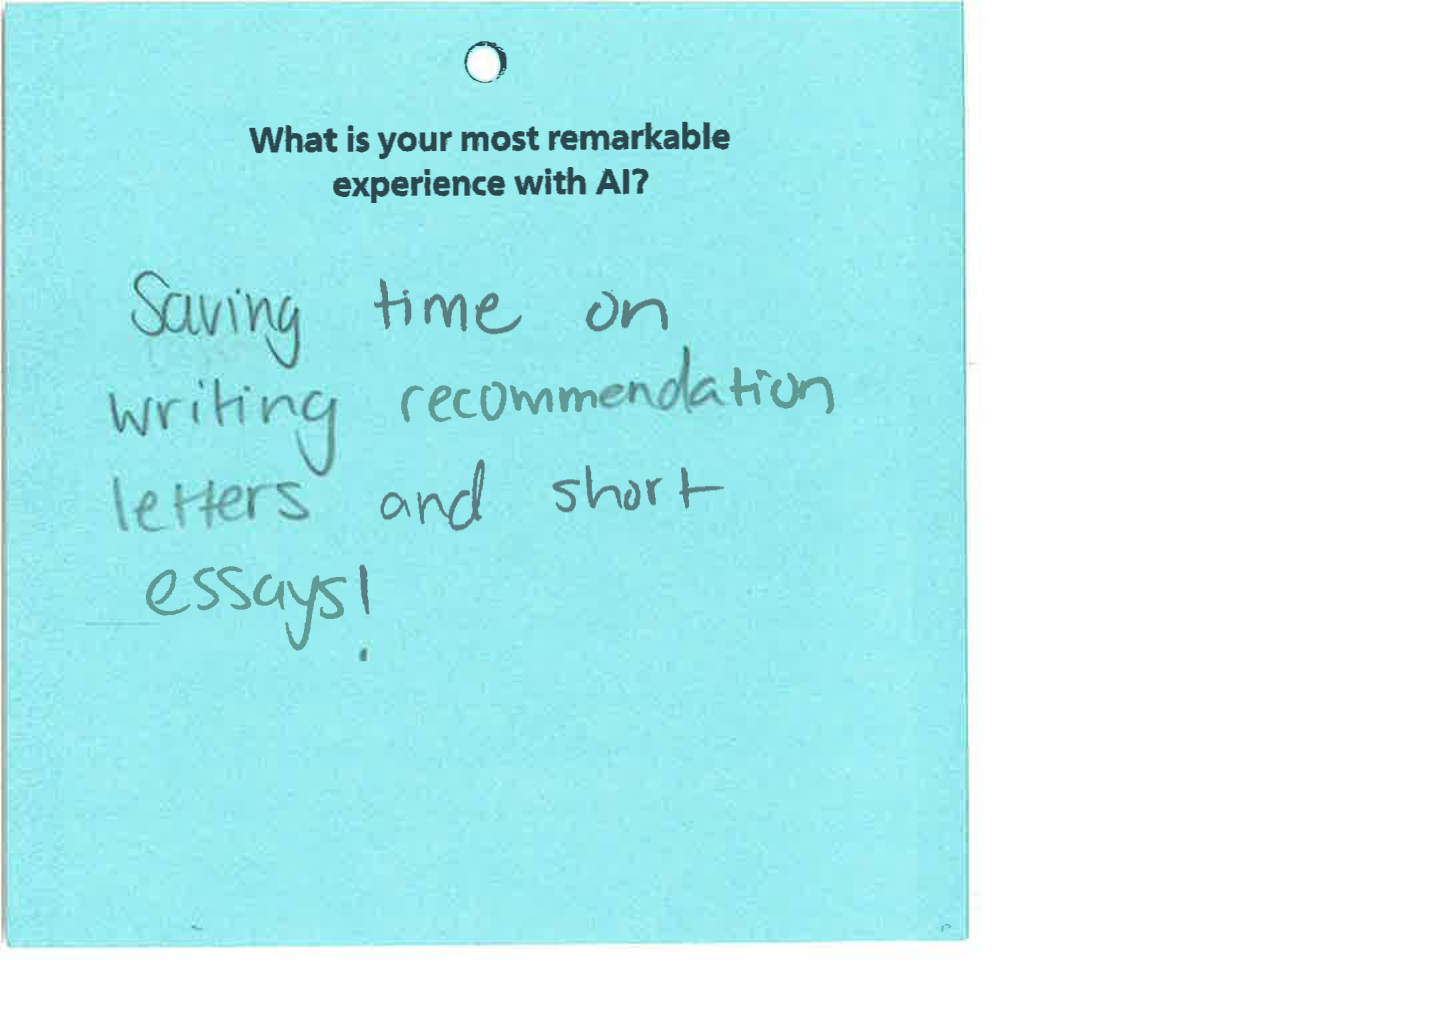 What is your most remarkable
experience with AI?
Saving time on
writing recommendation
letters and short
essays!